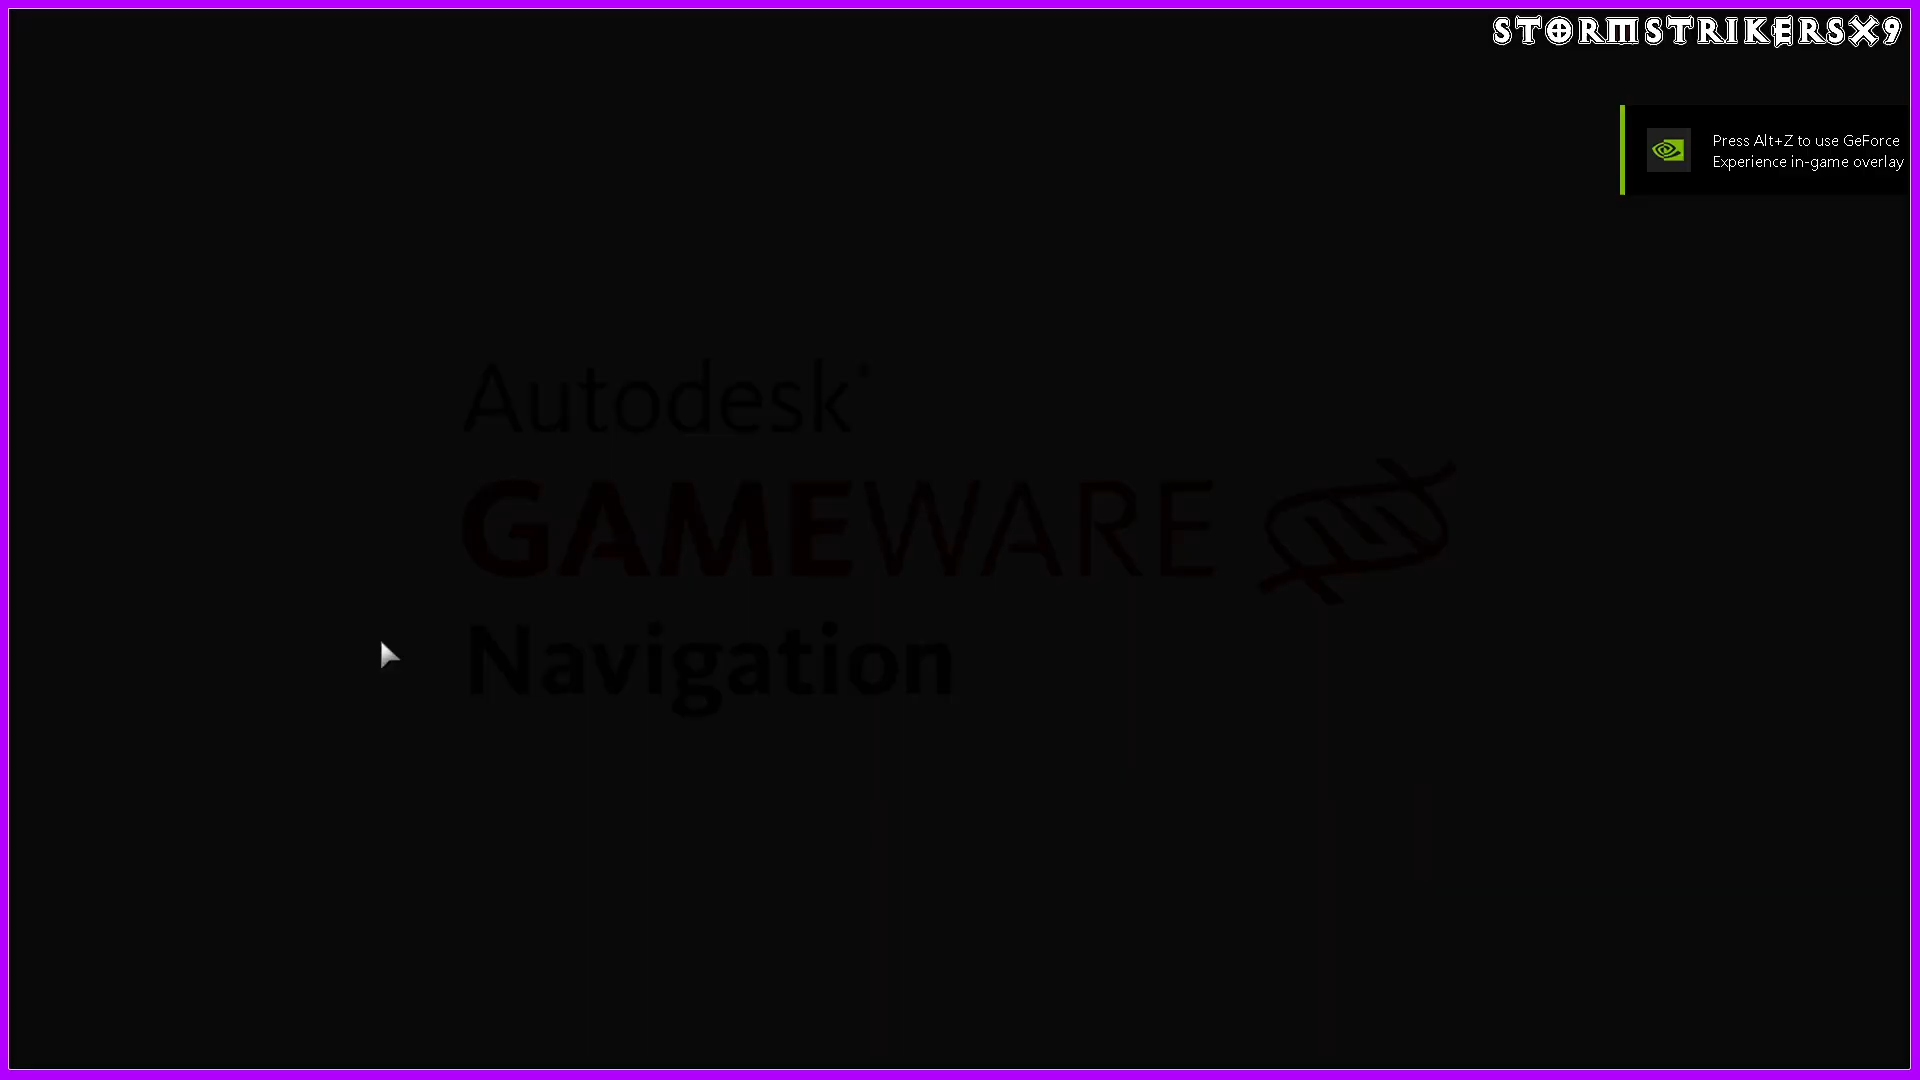 STORMSTRIKERSX9
Press Alt+Z to use GeForce
Experience in-game overlay
Autodesk®
GAMEWARE
Navigation